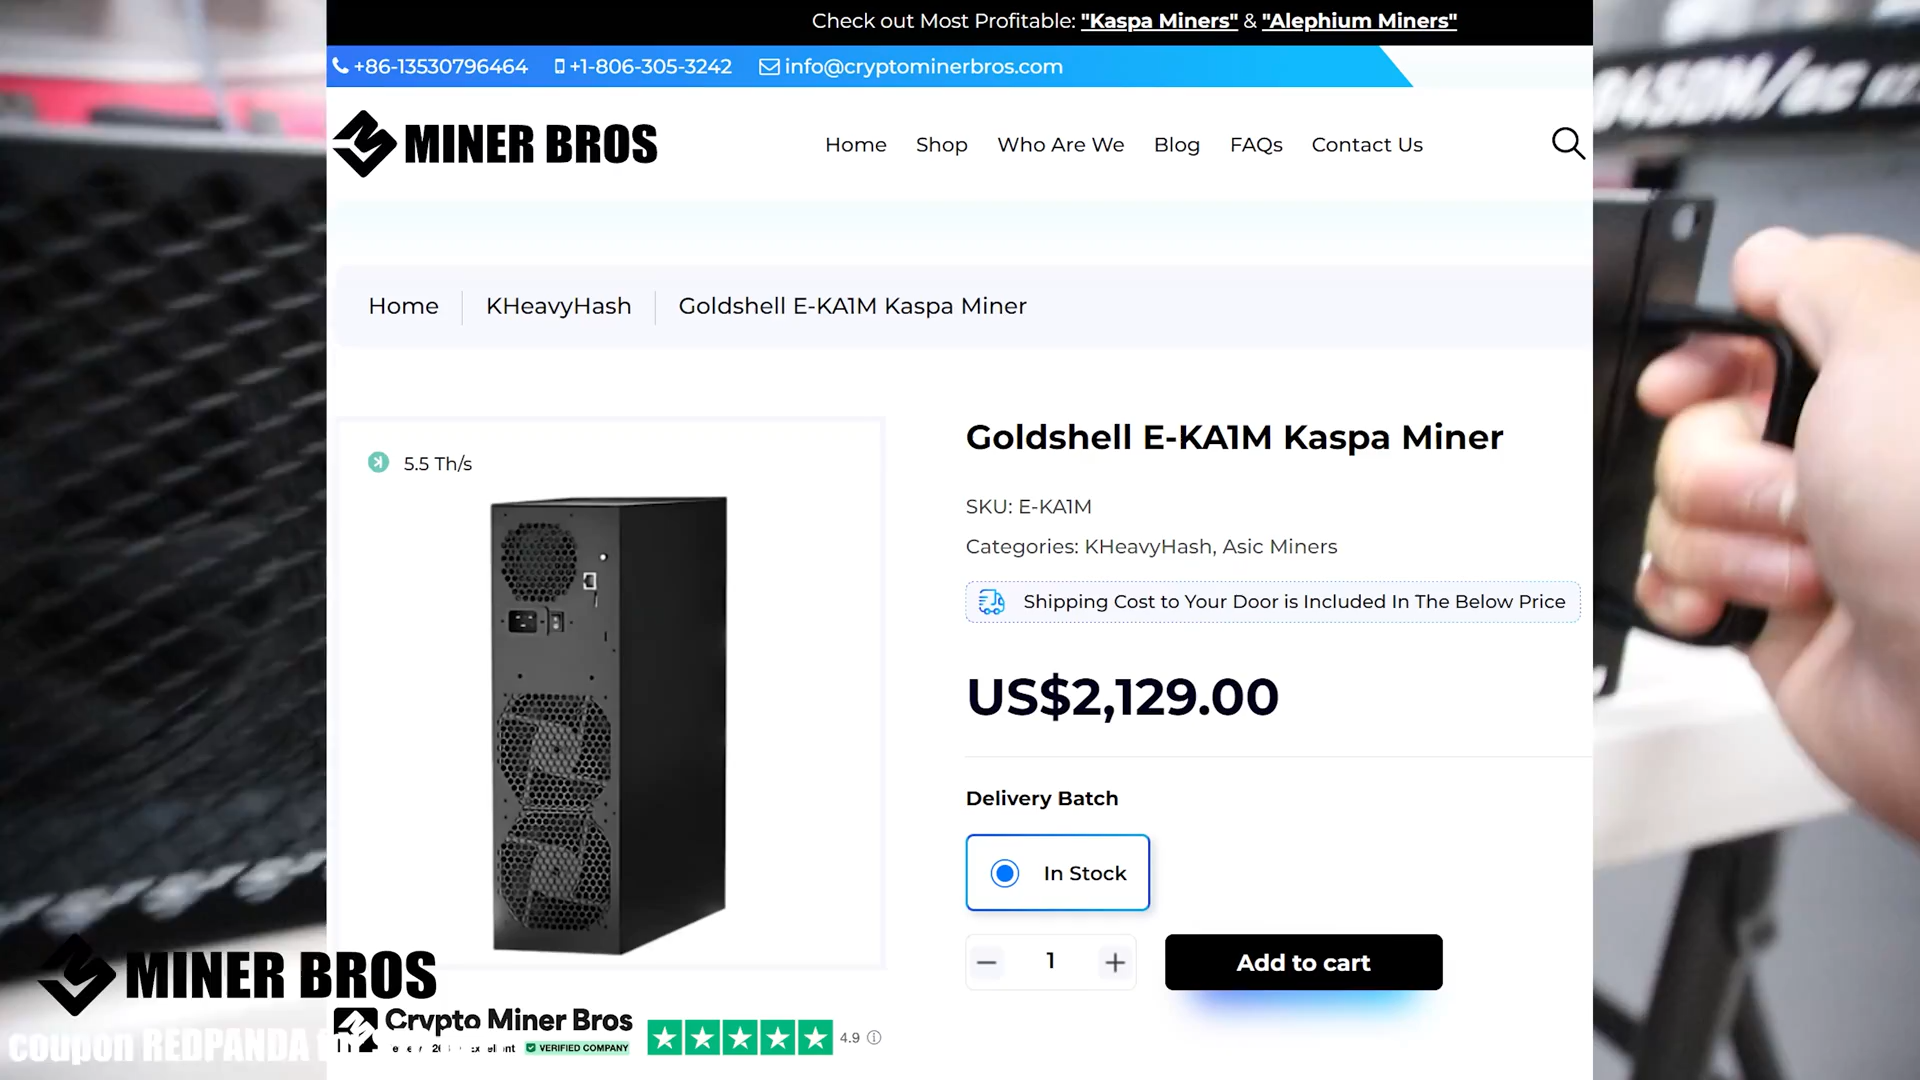 Check out Most Profitable: "Kaspa Miners" & "Alephium Miners"
+86-13530796464 +1-806-305-3242 info@cryptominerbros.com
MINER BROS
Home Shop Who Are We Blog FAQs Contact Us
Home KHeavyHash Goldshell E-KA1M Kaspa Miner
5.5 Th/s
Goldshell E-KA1M Kaspa Miner
SKU: E-KA1M
Categories: KHeavyHash, Asic Miners
Shipping Cost to Your Door is Included In The Below Price
US$2,129.00
Delivery Batch
In Stock
1
Add to cart
MINER BROS
coupon REDPANDA
Crypto Miner Bros
VERIFIED COMPANY
4.9